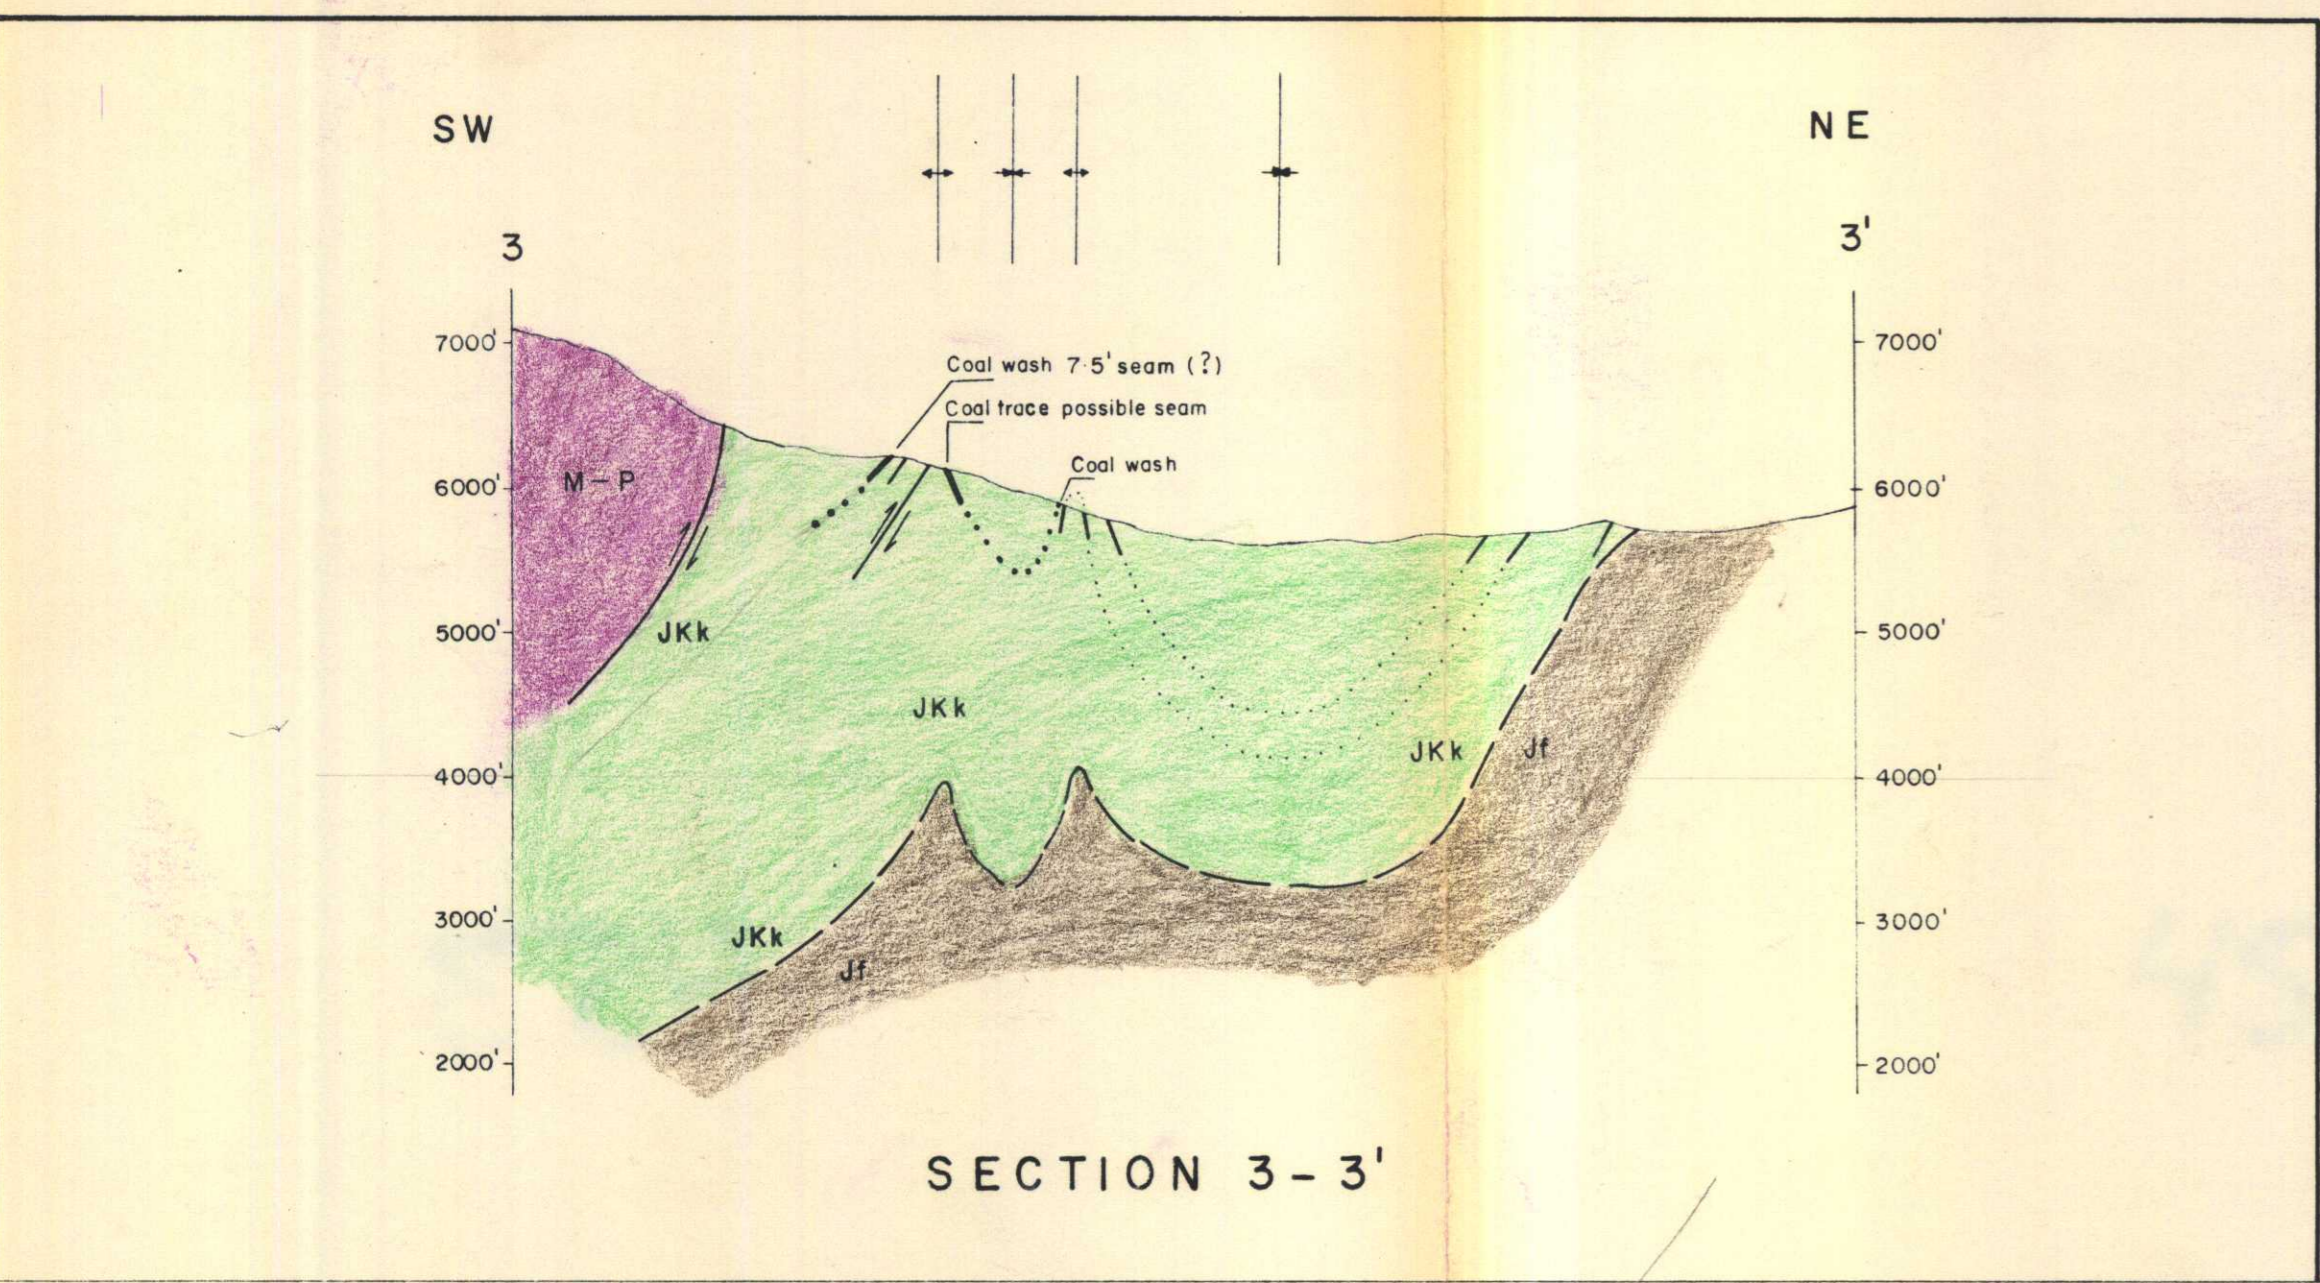 SW
NE
3
3'
7000'
7000'
Coal wash 7·5' seam (?)
Coal trace possible seam
Coal wash
M-P
6000'
6000'
5000'
JKk
5000'
JKk
JKk
Jf
4000'
4000'
3000'
JKk
3000'
Jf
2000'
2000'
SECTION 3-3'